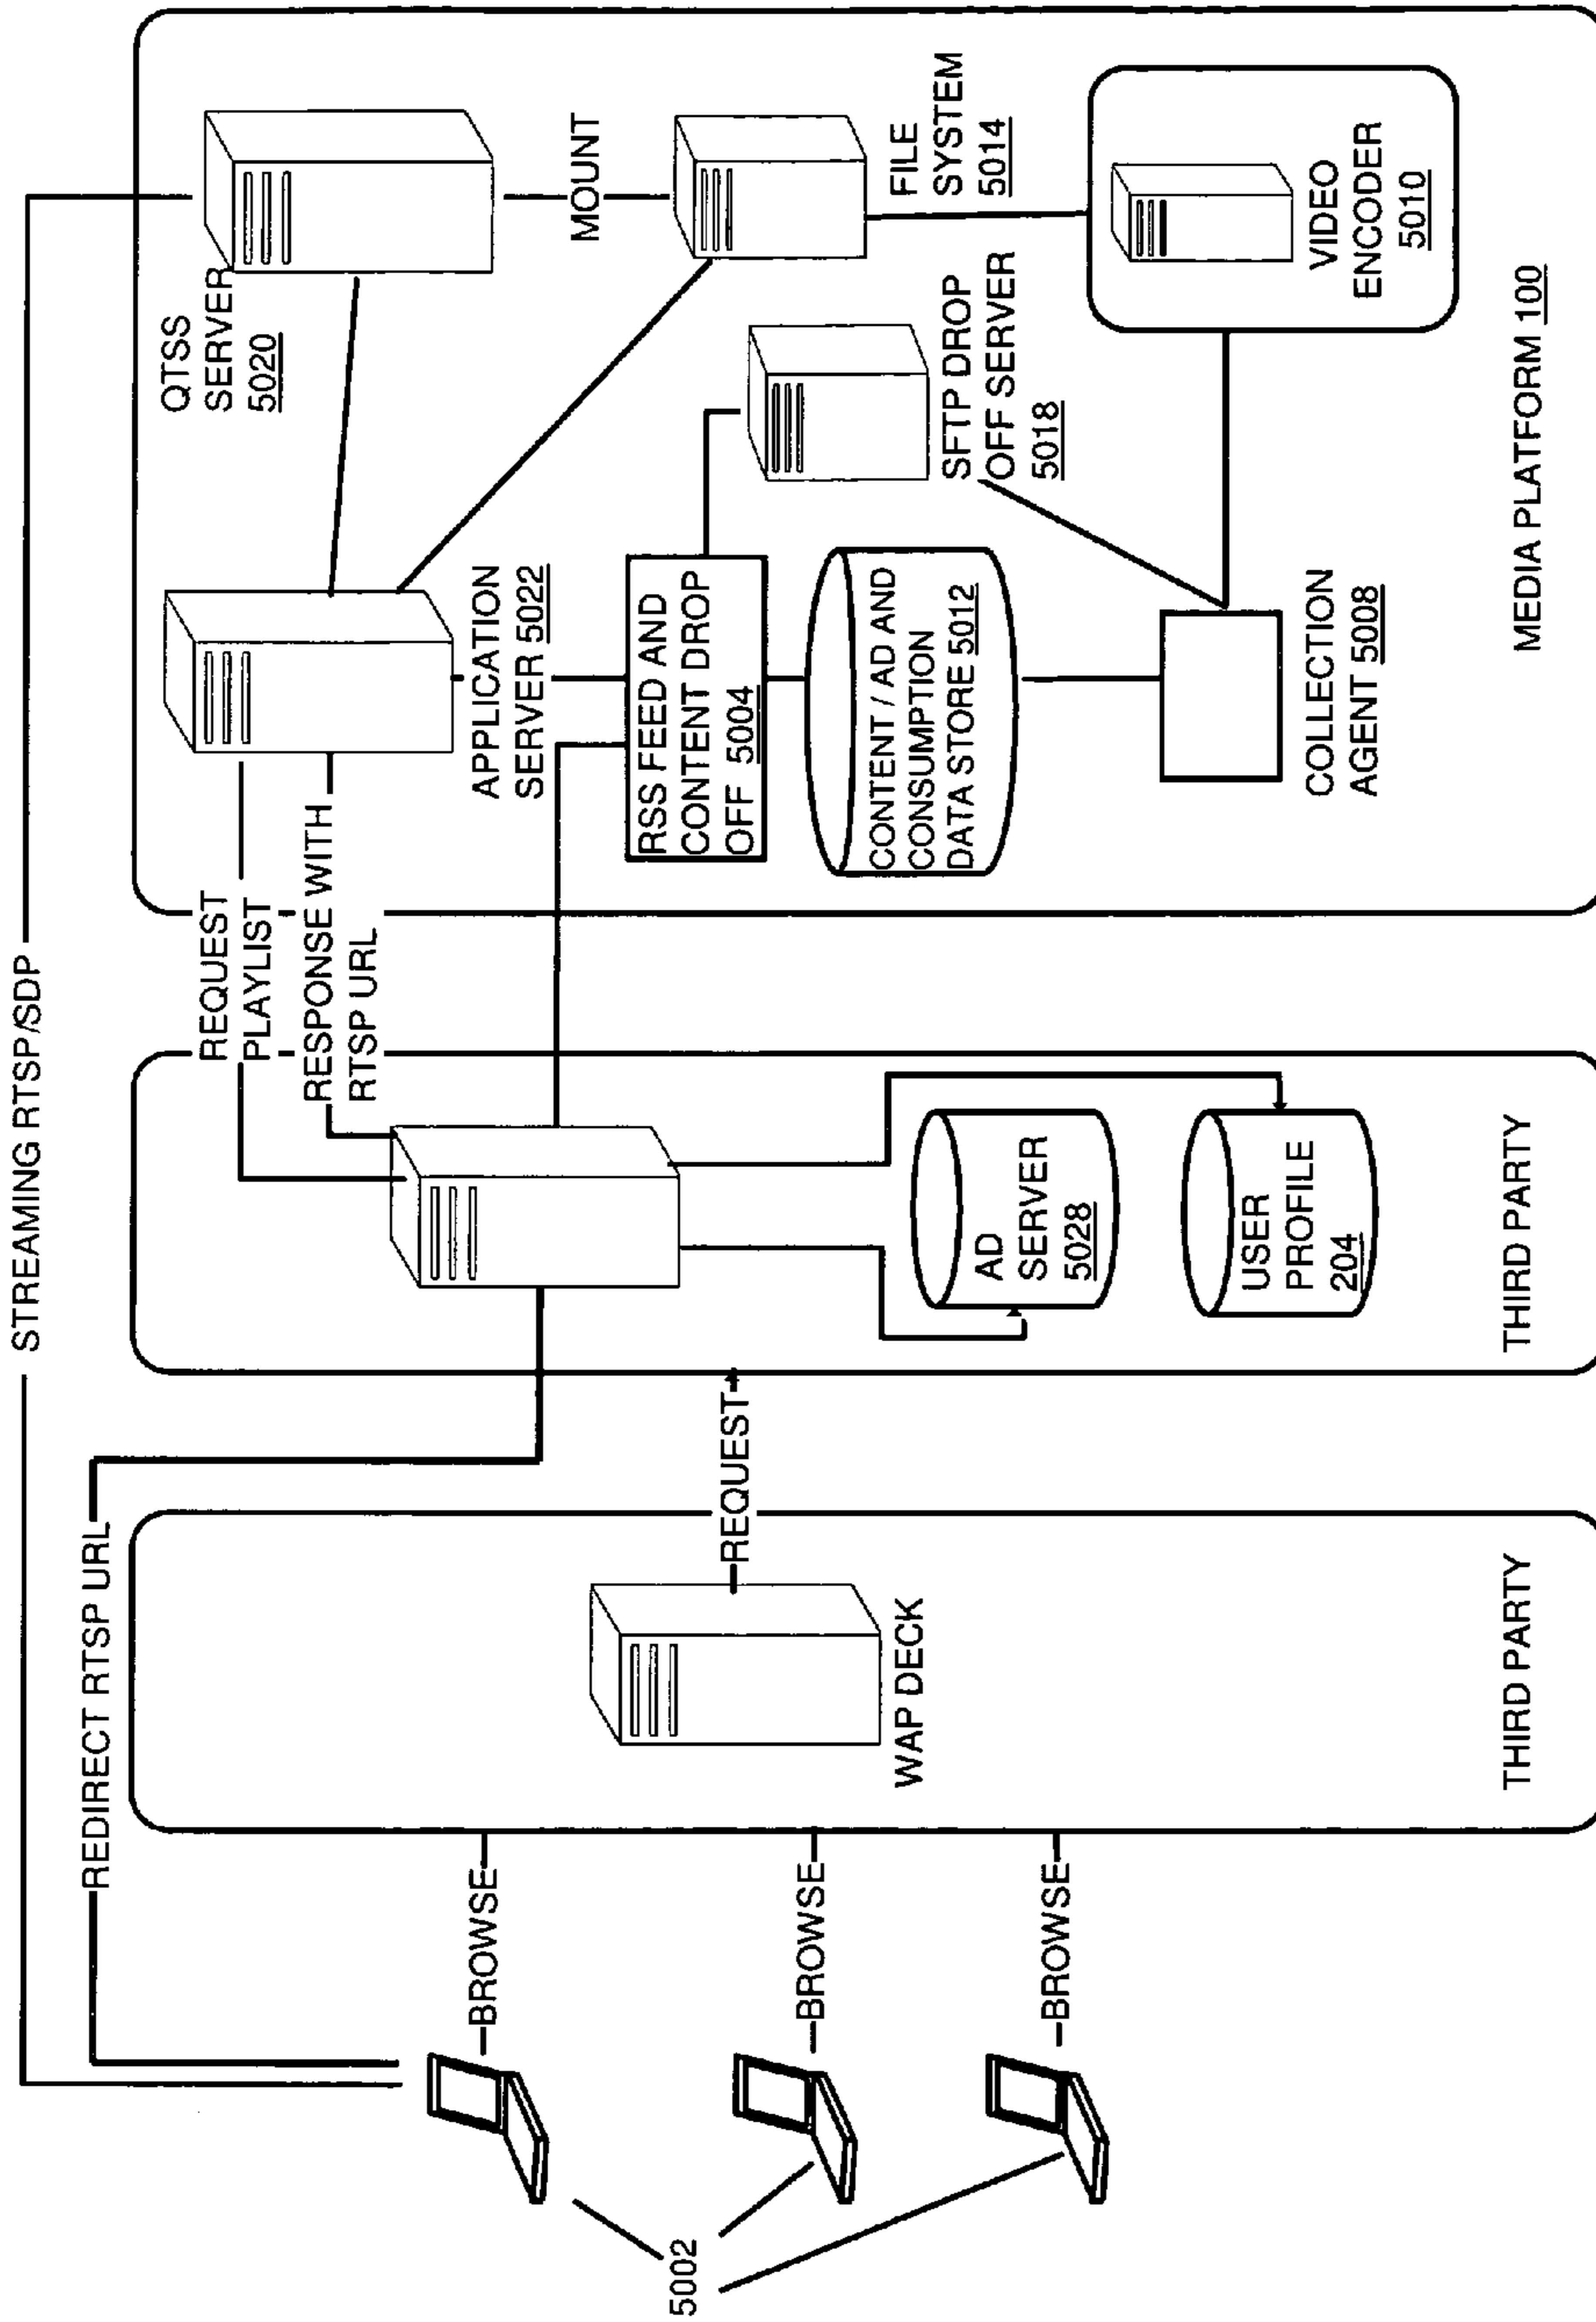 STREAMING RTSP/SDP
REDIRECT RTSP URL
5002
BROWSE
BROWSE
BROWSE
WAP DECK
THIRD PARTY
REQUEST
REQUEST
PLAYLIST
RESPONSE WITH
RTSP URL
AD
SERVER
5028
USER
PROFILE
204
THIRD PARTY
QTSS
SERVER
5020
MOUNT
APPLICATION
SERVER 5022
FILE
SYSTEM
5014
RSS FEED AND
CONTENT DROP
OFF 5004
SFTP DROP
OFF SERVER
5018
CONTENT / AD AND
CONSUMPTION
DATA STORE 5012
VIDEO
ENCODER
5010
COLLECTION
AGENT 5008
MEDIA PLATFORM 100